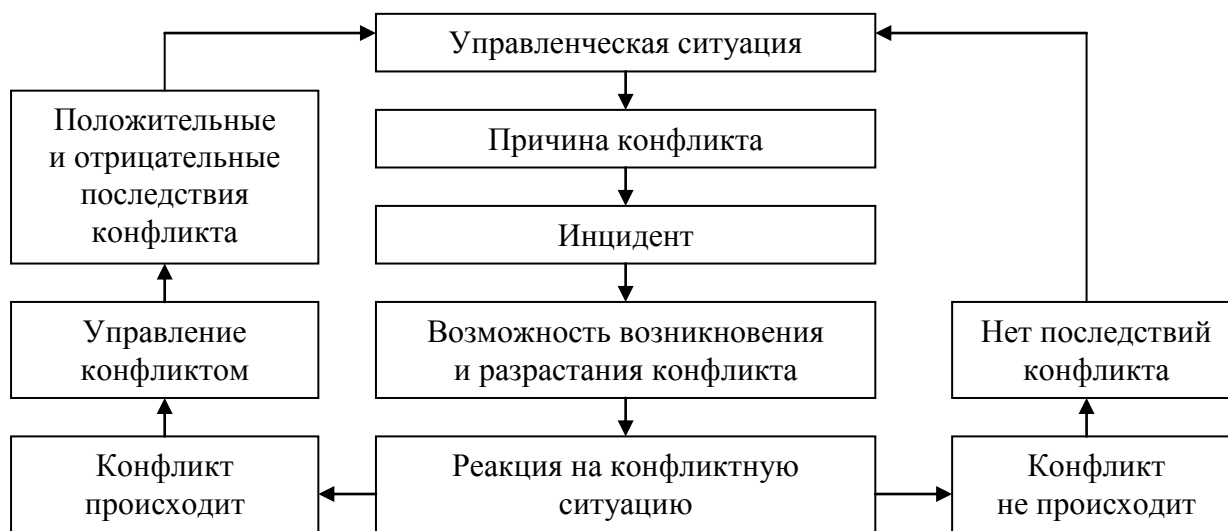 Управленческая ситуация
Положительные
и отрицательные
последствия
конфликта
Причина конфликта
Инцидент
Управление
конфликтом
Возможность возникновения
и разрастания конфликта
Нет последствий
конфликта
Конфликт
происходит
Реакция на конфликтную
ситуацию
Конфликт
не происходит